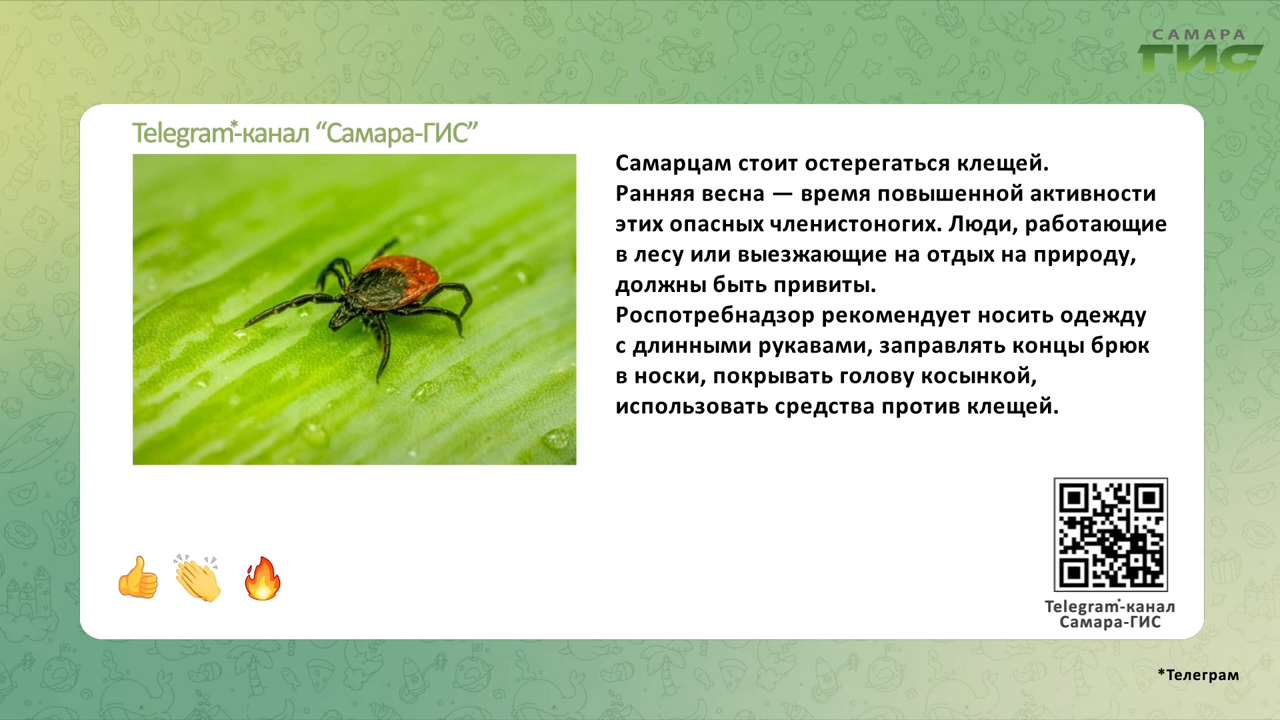 САМАРА
ГИС
Telegram*-канал “Самара-ГИС”
Самарцам стоит остерегаться клещей.
Ранняя весна — время повышенной активности
этих опасных членистоногих. Люди, работающие
в лесу или выезжающие на отдых на природу,
должны быть привиты.
Роспотребнадзор рекомендует носить одежду
с длинными рукавами, заправлять концы брюк
в носки, покрывать голову косынкой,
использовать средства против клещей.
Telegram*-канал
Самара-ГИС
*Телеграм